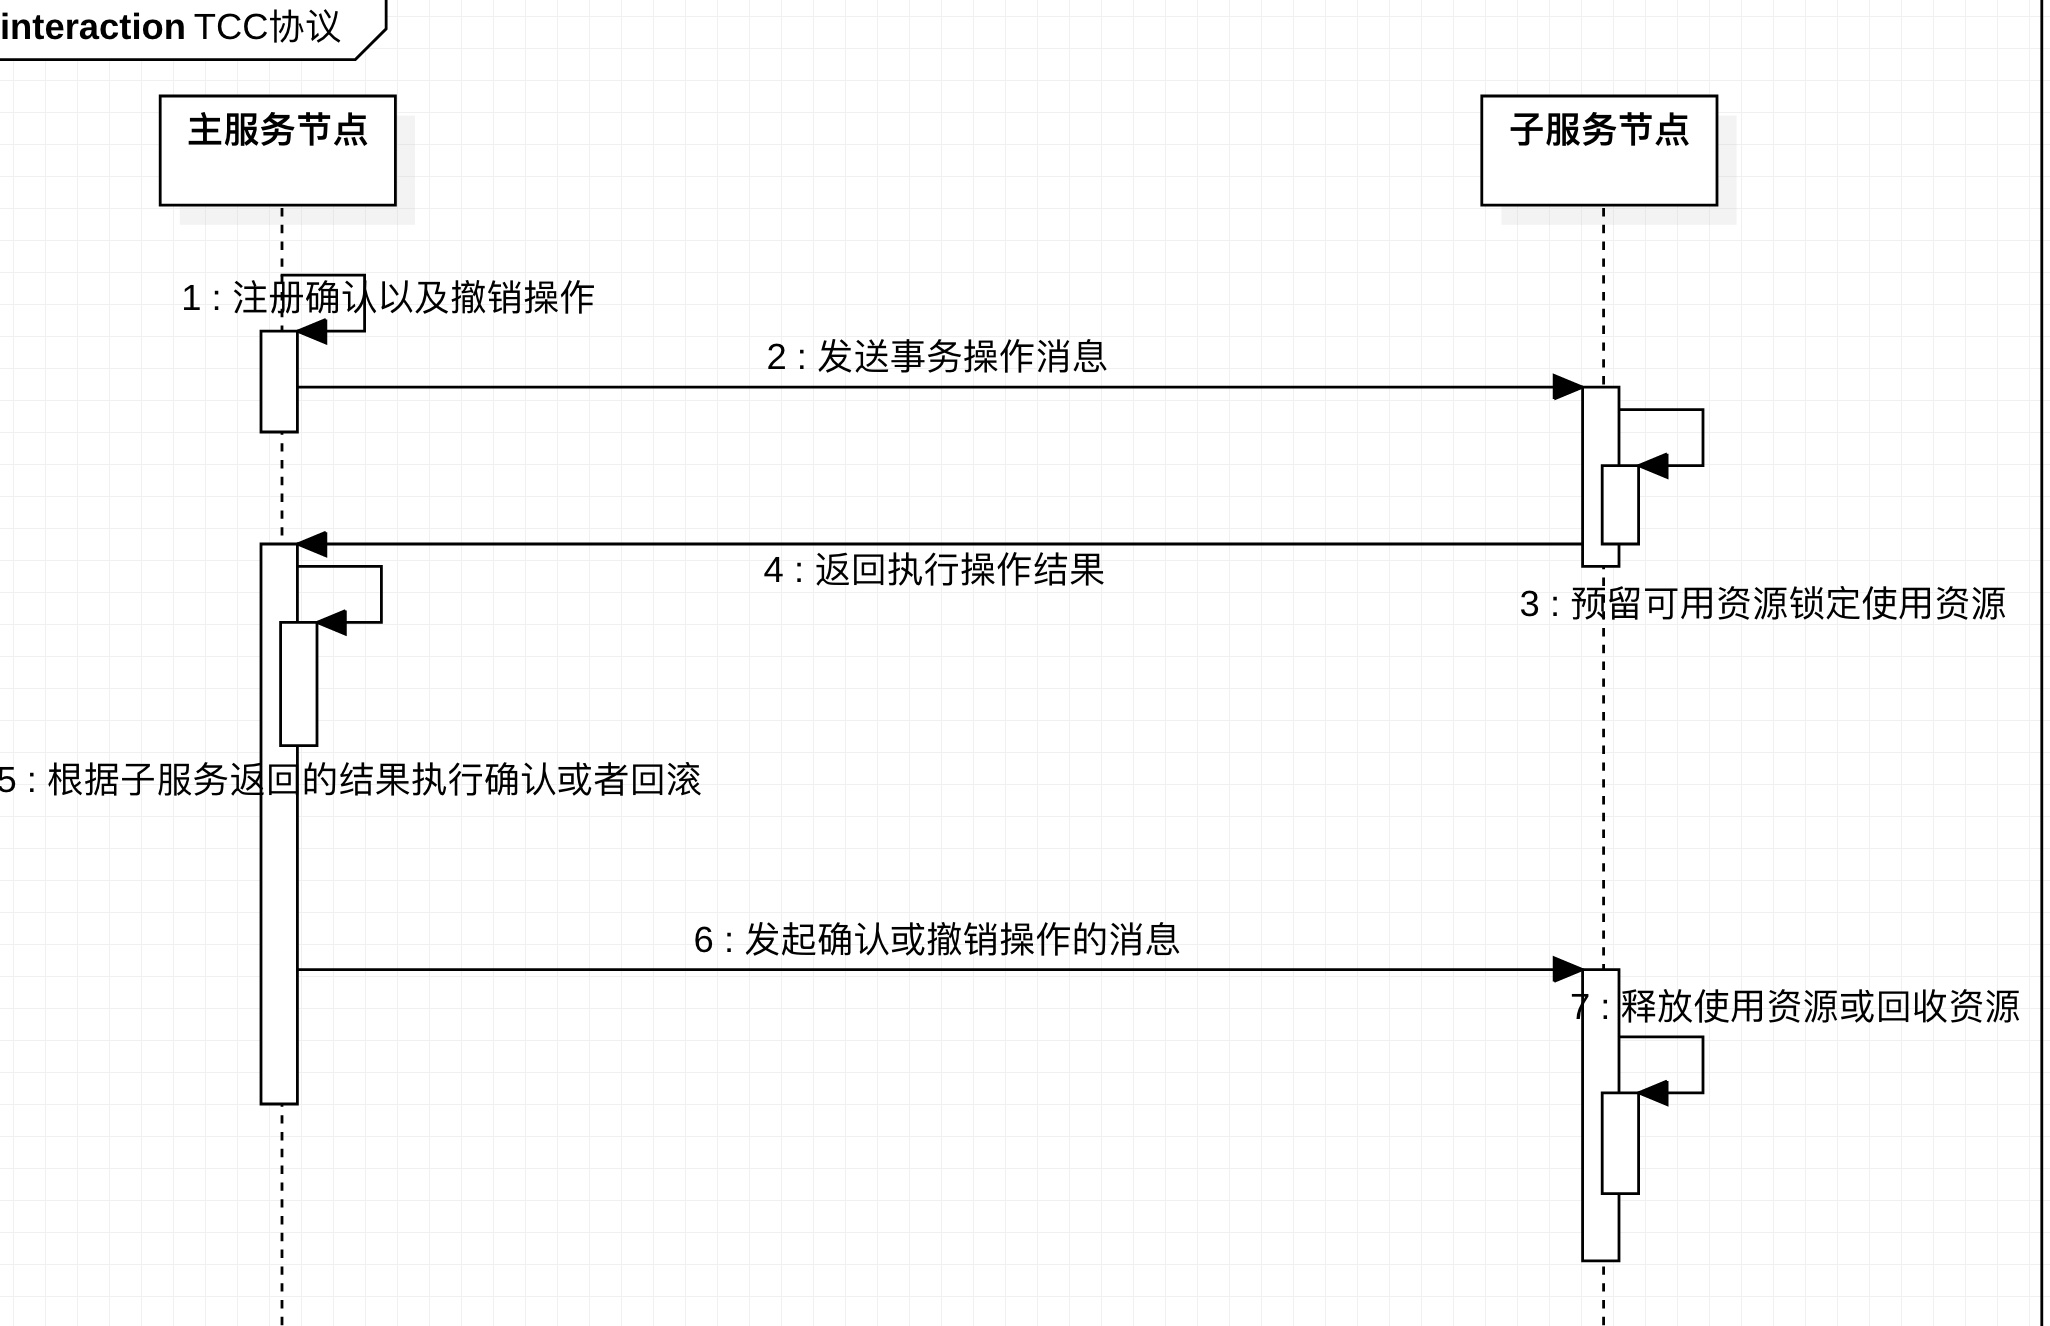 interaction TCC协议
主服务节点
子服务节点
1 : 注册确认以及撤销操作
2 : 发送事务操作消息
4 : 返回执行操作结果
3 : 预留可用资源锁定使用资源
5 : 根据子服务返回的结果执行确认或者回滚
6 : 发起确认或撤销操作的消息
7 : 释放使用资源或回收资源